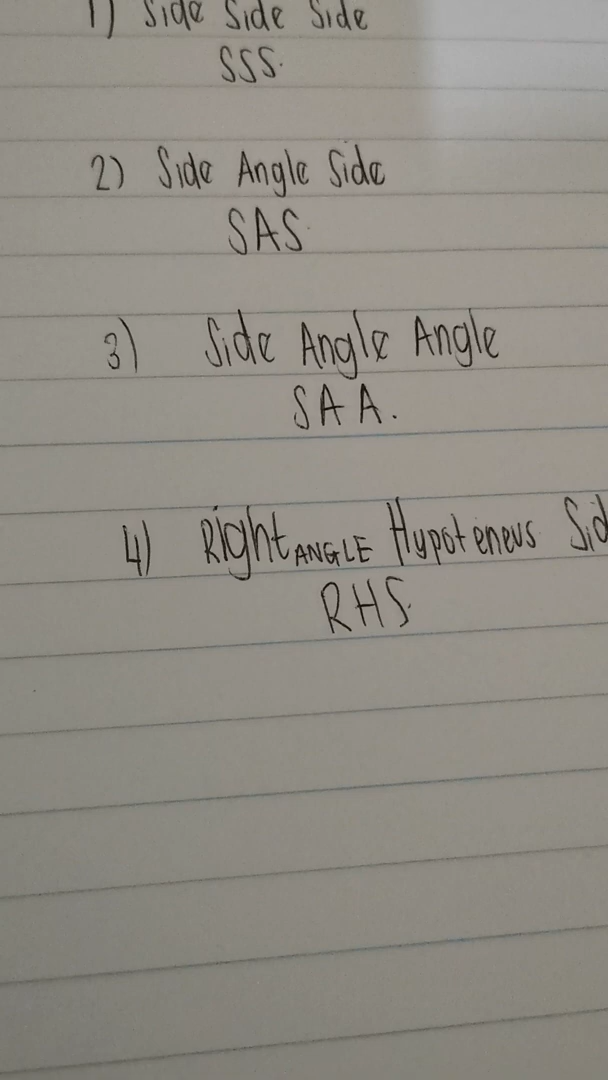 1) Side Side Side
SSS.
2) Side Angle Side
SAS.
3) Side Angle Angle
SAA.
4) Right ANGLE Hypoteneus Sid
RHS.